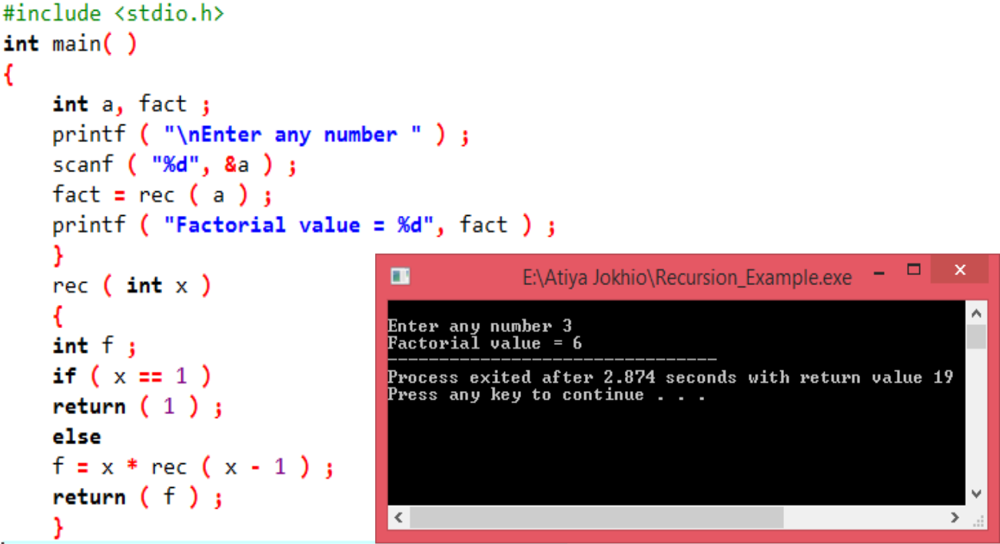 #include <stdio.h>
int main( )
{
    int a, fact ;
    printf ( "\nEnter any number " ) ;
    scanf ( "%d", &a ) ;
    fact = rec ( a ) ;
    printf ( "Factorial value = %d", fact ) ;
    }
    rec ( int x )
    {
    int f ;
    if ( x == 1 )
    return ( 1 ) ;
    else
    f = x * rec ( x - 1 ) ;
    return ( f ) ;
    }
E:\Atiya Jokhio\Recursion_Example.exe
Enter any number 3
Factorial value = 6
--------------------------------
Process exited after 2.874 seconds with return value 19
Press any key to continue . . .